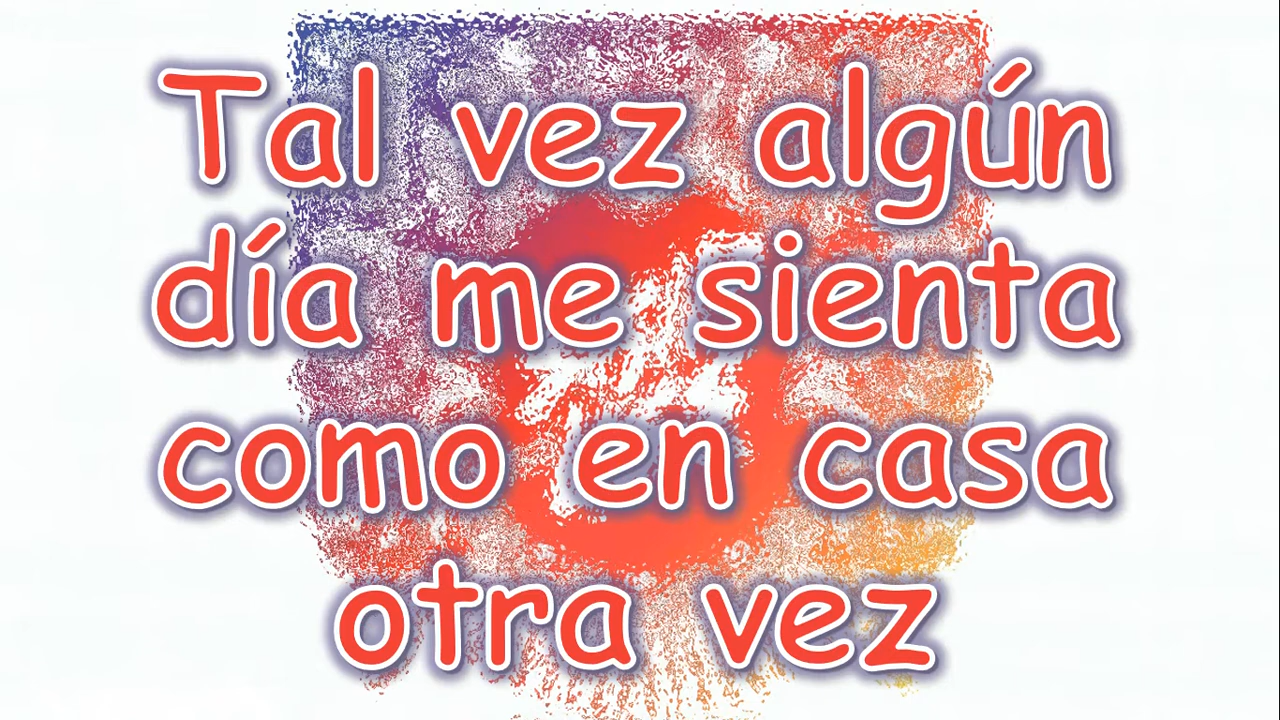 Tal vez algún
día me sienta
como en casa
otra vez